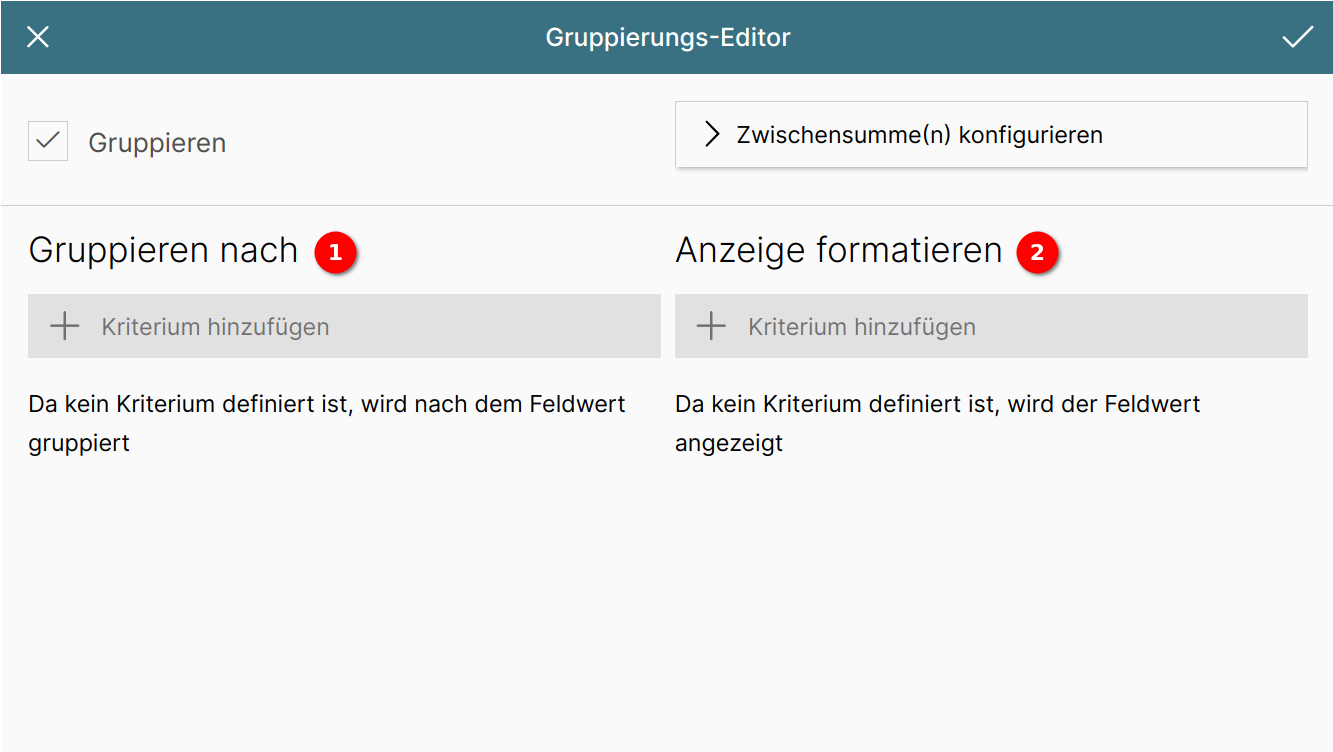 Gruppierungs-Editor
Gruppieren
Zwischensumme(n) konfigurieren
Gruppieren nach 1
Anzeige formatieren 2
Kriterium hinzufügen
Kriterium hinzufügen
Da kein Kriterium definiert ist, wird nach dem Feldwert
gruppiert
Da kein Kriterium definiert ist, wird der Feldwert
angezeigt